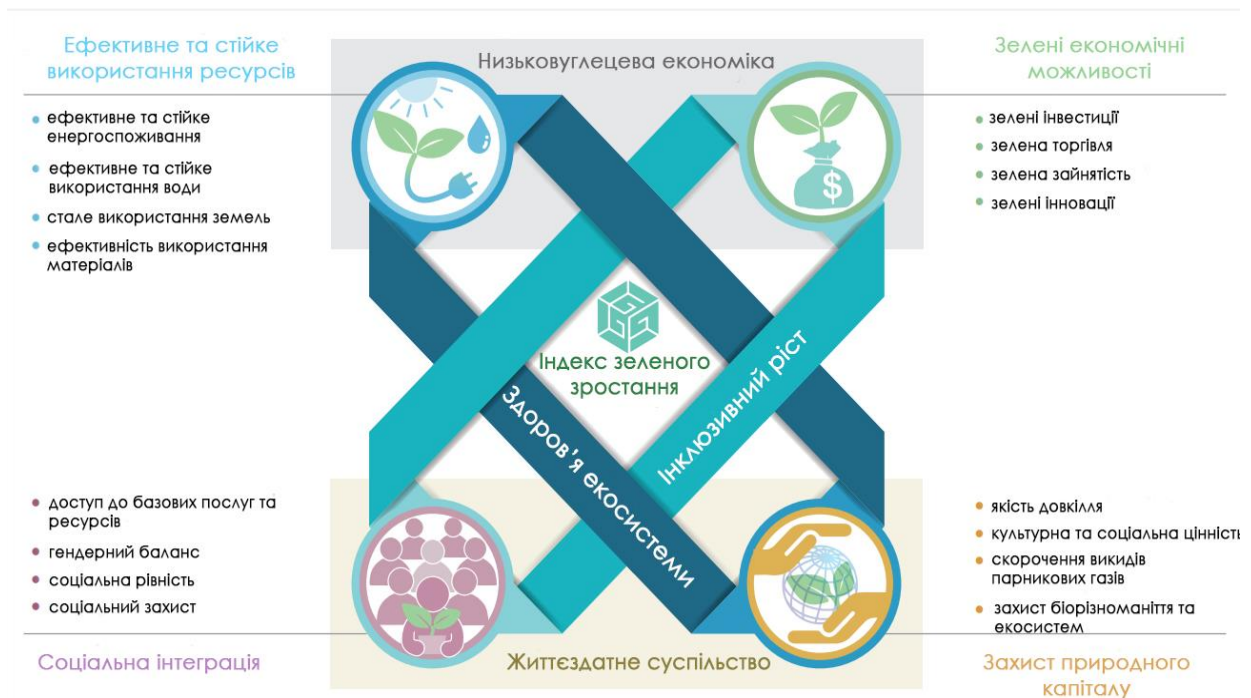 Ефективне та стійке
використання ресурсів
Низьковуглецева економіка
Зелені економічні
можливості
ефективне та стійке
енергоспоживання
ефективне та стійке
використання води
стале використання земель
ефективність використання
матеріалів
зелені інвестиції
зелена торгівля
зелена зайнятість
зелені інновації
$
Індекс зеленого
зростання
Здоров'я екосистеми
Інклюзивний ріст
доступ до базових послуг та
ресурсів
гендерний баланс
соціальна рівність
соціальний захист
якість довкілля
культурна та соціальна цінність
скорочення викидів
парникових газів
захист біорізноманіття та
екосистем
Соціальна інтеграція
Життєздатне суспільство
Захист природного
капіталу